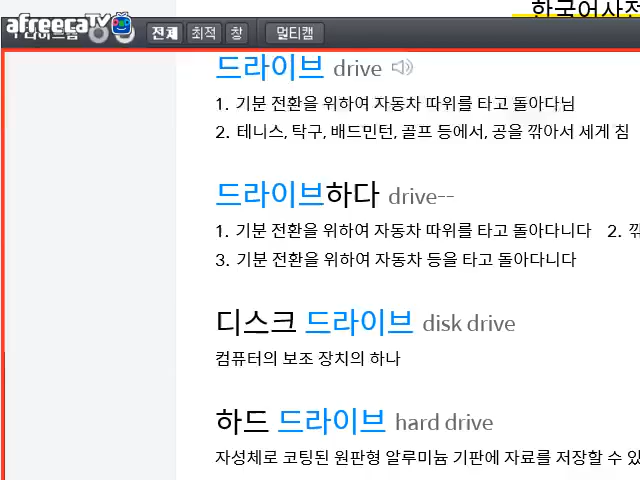 한국어사전
afreecaTV
전체 최적 창 멀티캠
드라이브 drive
1. 기분 전환을 위하여 자동차 따위를 타고 돌아다님
2. 테니스, 탁구, 배드민턴, 골프 등에서, 공을 깎아서 세게 침
드라이브하다 drive--
1. 기분 전환을 위하여 자동차 따위를 타고 돌아다니다 2.
3. 기분 전환을 위하여 자동차 등을 타고 돌아다니다
디스크 드라이브 disk drive
컴퓨터의 보조 장치의 하나
하드 드라이브 hard drive
자성체로 코팅된 원판형 알루미늄 기판에 자료를 저장할 수